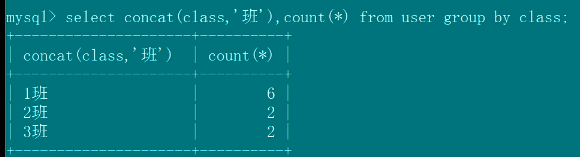 mysql> select concat(class,'班'),count(*) from user group by class;
+--------------------+----------+
| concat(class,'班') | count(*) |
+--------------------+----------+
| 1班 | 6 |
| 2班 | 2 |
| 3班 | 2 |
+--------------------+----------+